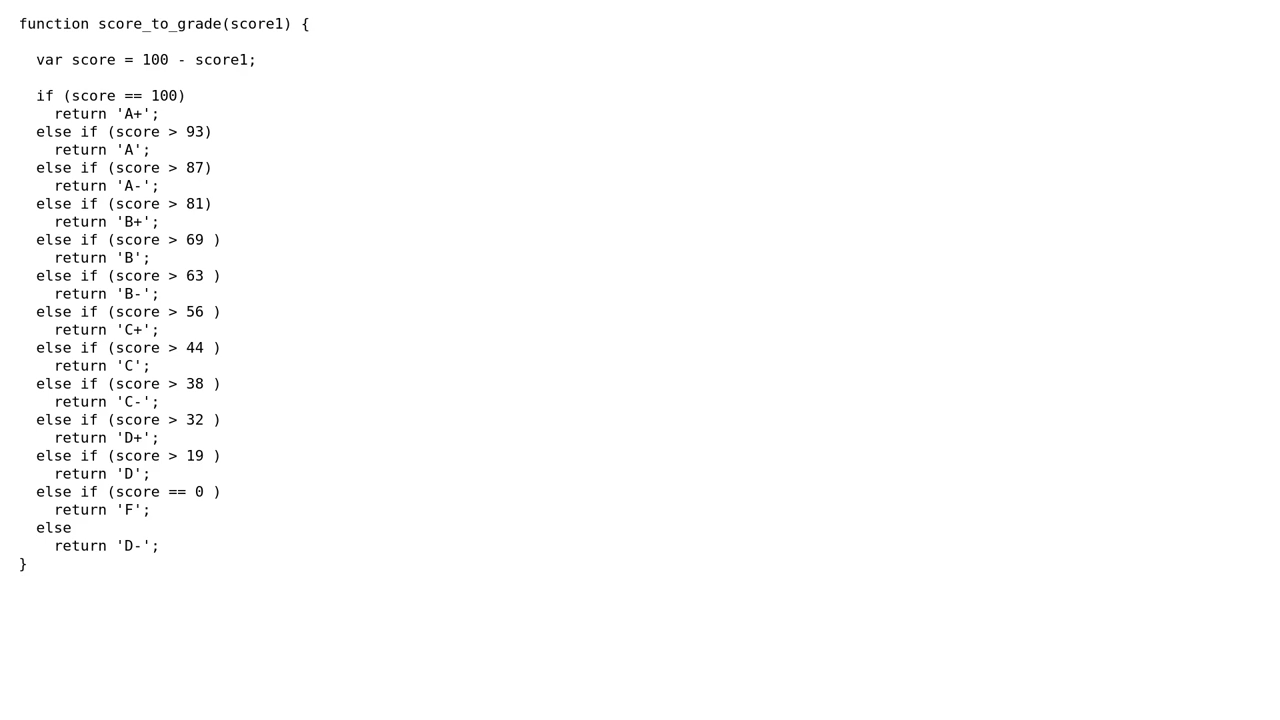 function score_to_grade(score1) {
  var score = 100 - score1;
  if (score == 100)
    return 'A+';
  else if (score > 93)
    return 'A';
  else if (score > 87)
    return 'A-';
  else if (score > 81)
    return 'B+';
  else if (score > 69 )
    return 'B';
  else if (score > 63 )
    return 'B-';
  else if (score > 56 )
    return 'C+';
  else if (score > 44 )
    return 'C';
  else if (score > 38 )
    return 'C-';
  else if (score > 32 )
    return 'D+';
  else if (score > 19 )
    return 'D';
  else if (score == 0 )
    return 'F';
  else
    return 'D-';
}